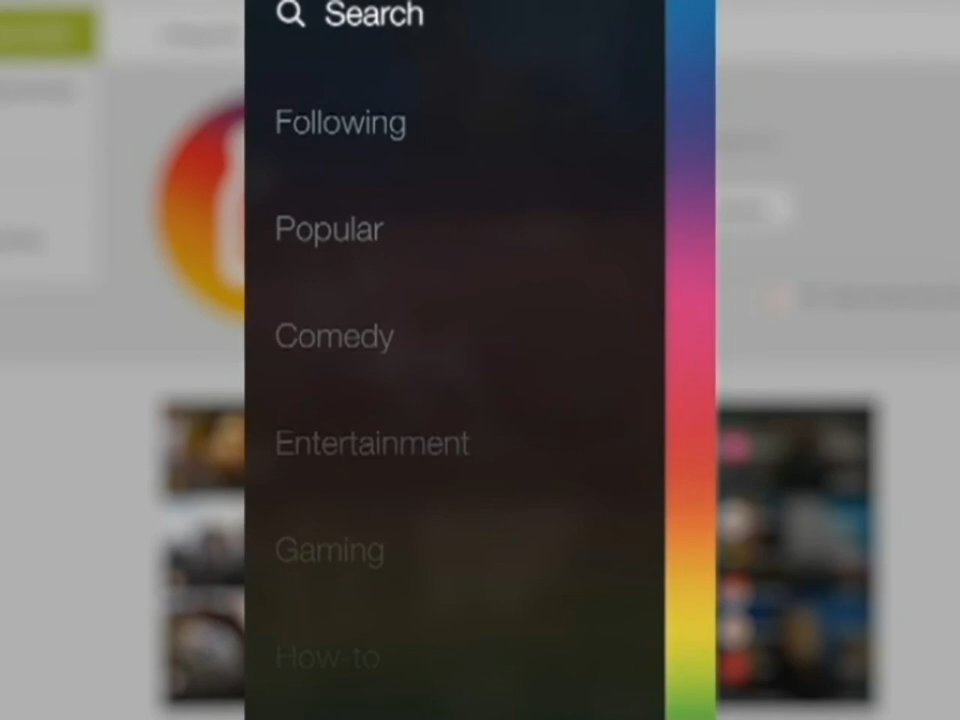 Search
Following
Popular
Comedy
Entertainment
Gaming
How-to